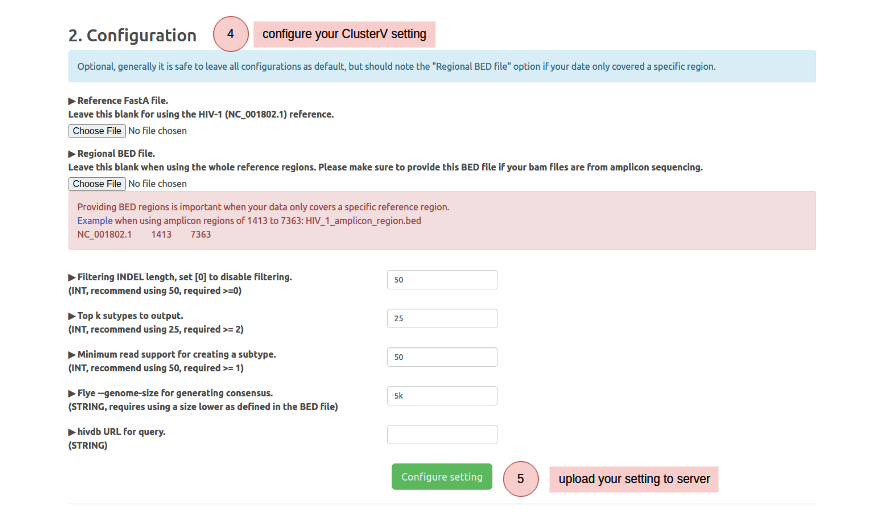 2. Configuration
4
configure your ClusterV setting
Optional, generally it is safe to leave all configurations as default, but should note the "Regional BED file" option if your date only covered a specific region.
▶ Reference FastA file.
Leave this blank for using the HIV-1 (NC_001802.1) reference.
Choose File No file chosen
▶ Regional BED file.
Leave this blank when using the whole reference regions. Please make sure to provide this BED file if your bam files are from amplicon sequencing.
Choose File No file chosen
Providing BED regions is important when your data only covers a specific reference region.
Example when using amplicon regions of 1413 to 7363: HIV_1_amplicon_region.bed
NC_001802.1 1413 7363
▶ Filtering INDEL length, set [0] to disable filtering.
(INT, recommend using 50, required >=0)
50
▶ Top k sutypes to output.
(INT, recommend using 25, required >= 2)
25
▶ Minimum read support for creating a subtype.
(INT, recommend using 50, required >= 1)
50
▶ Flye --genome-size for generating consensus.
(STRING, requires using a size lower as defined in the BED file)
5k
▶ hivdb URL for query.
(STRING)
Configure setting
5
upload your setting to server